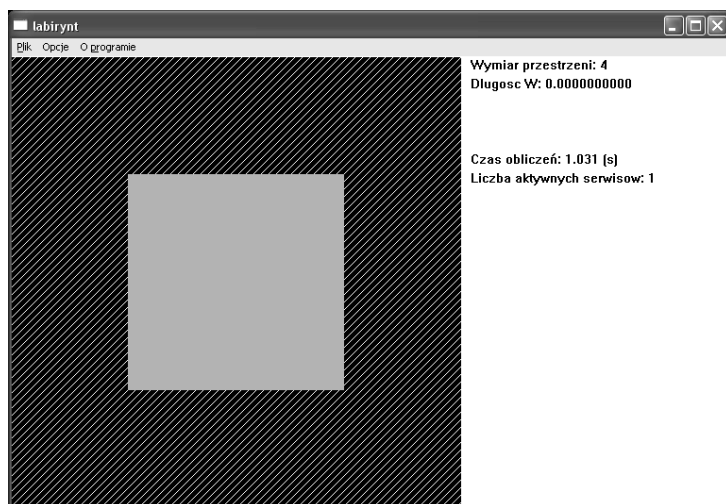 labirynt
Plik Opcje O programie
Wymiar przestrzeni: 4
Dlugosc W: 0.0000000000
Czas obliczeń: 1.031 (s)
Liczba aktywnych serwisow: 1